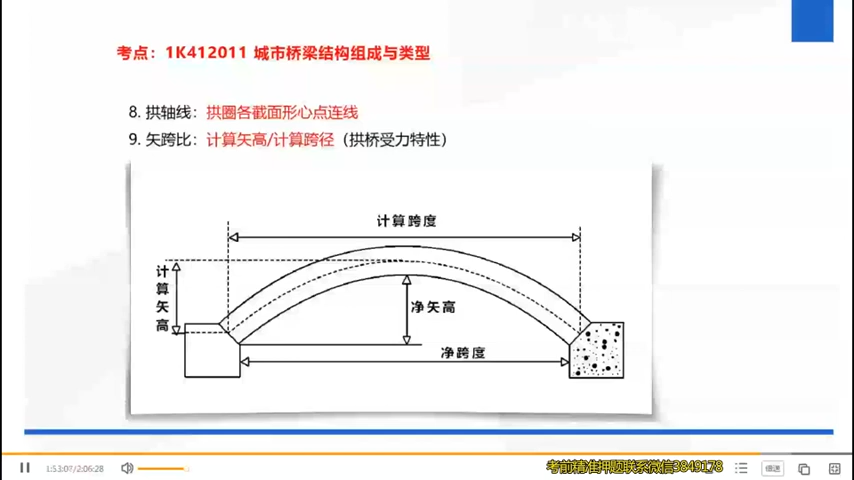 考点：1K412011 城市桥梁结构组成与类型
8. 拱轴线：拱圈各截面形心点连线
9. 矢跨比：计算矢高/计算跨径（拱桥受力特性）
计算跨度
计算矢高
净矢高
净跨度
1:53:07/2:06:28
考前精准押题联系微信3849178
倍速